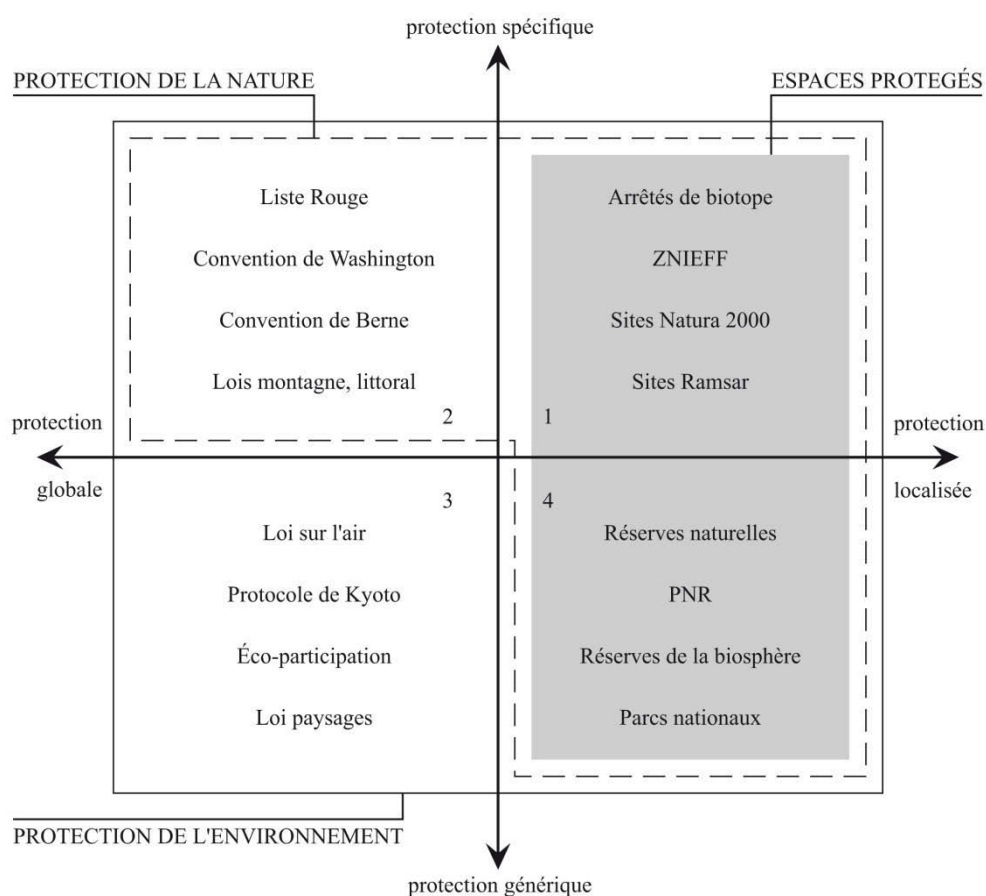 protection spécifique
PROTECTION DE LA NATURE
ESPACES PROTEGÉS
Liste Rouge
Convention de Washington
Convention de Berne
Lois montagne, littoral
2
Arrêtés de biotope
ZNIEFF
Sites Natura 2000
Sites Ramsar
1
protection
globale
protection
localisée
3
Loi sur l'air
Protocole de Kyoto
Éco-participation
Loi paysages
4
Réserves naturelles
PNR
Réserves de la biosphère
Parcs nationaux
PROTECTION DE L'ENVIRONNEMENT
protection générique